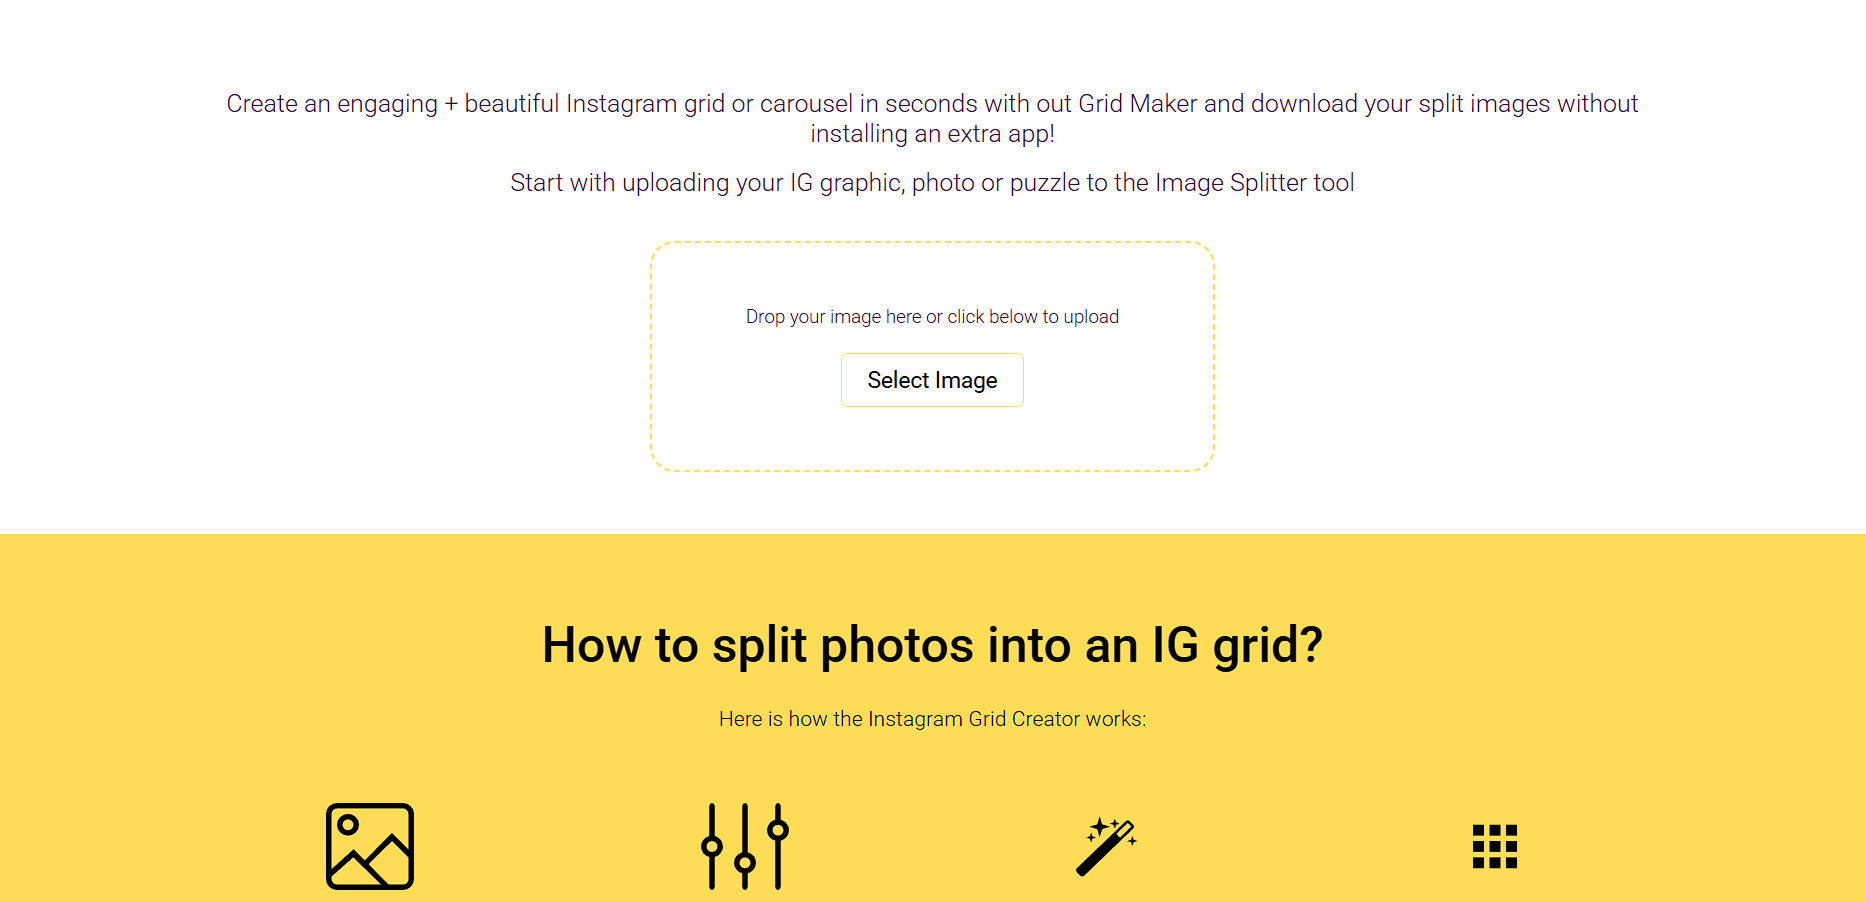 Create an engaging + beautiful Instagram grid or carousel in seconds with out Grid Maker and download your split images without
installing an extra app!
Start with uploading your IG graphic, photo or puzzle to the Image Splitter tool
Drop your image here or click below to upload
Select Image
How to split photos into an IG grid?
Here is how the Instagram Grid Creator works: